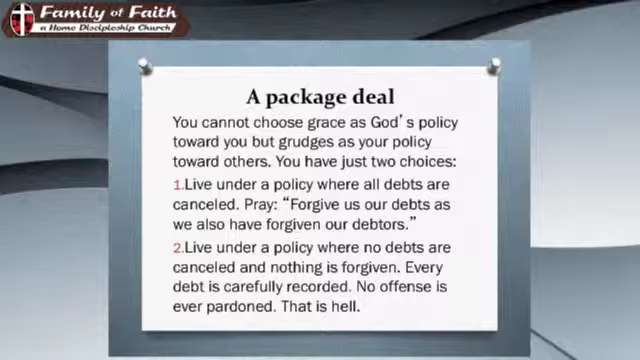 Family of Faith
a Home Discipleship Church
A package deal
You cannot choose grace as God's policy
toward you but grudges as your policy
toward others. You have just two choices:
1.Live under a policy where all debts are
canceled. Pray: “Forgive us our debts as
we also have forgiven our debtors.”
2.Live under a policy where no debts are
canceled and nothing is forgiven. Every
debt is carefully recorded. No offense is
ever pardoned. That is hell.